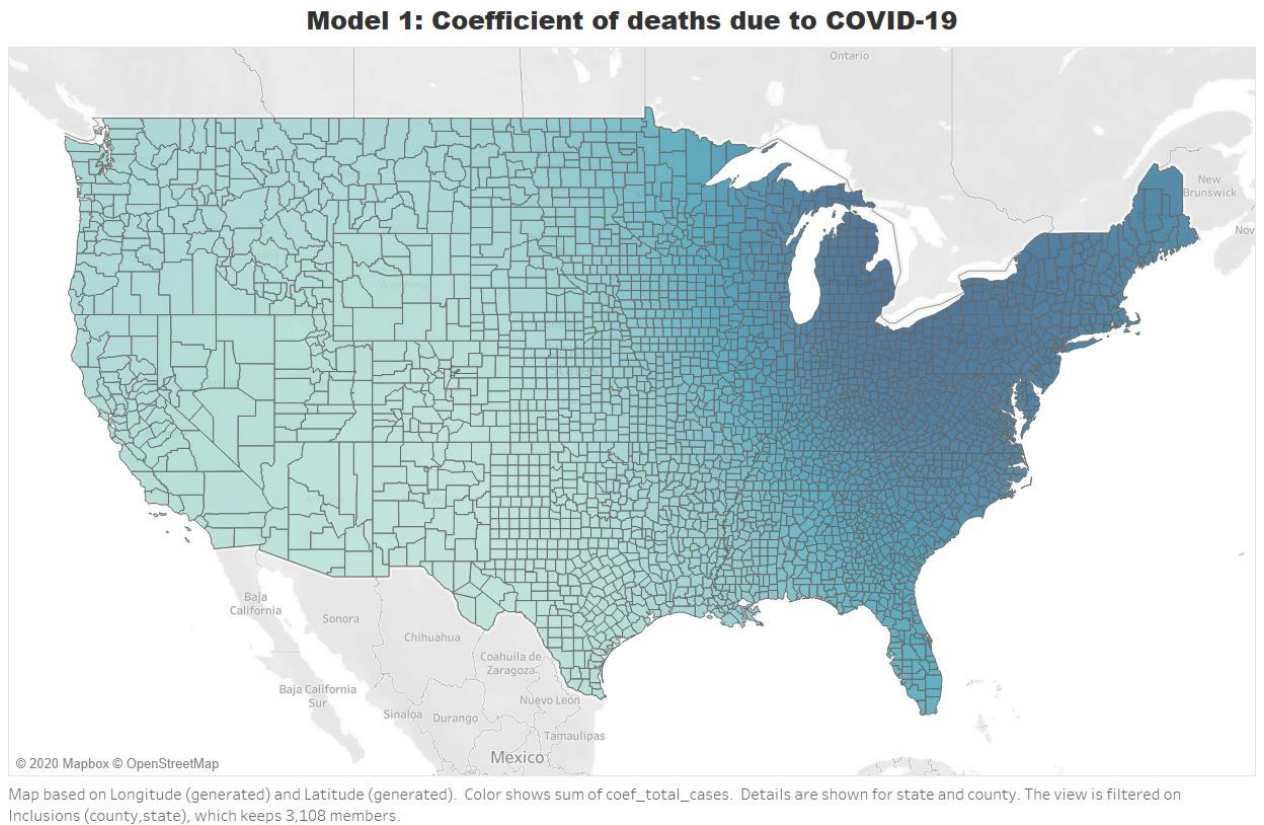 Model 1: Coefficient of deaths due to COVID-19
Ontario
New
Brunswick
Nov
Wyoming
Baja
California
Sonora
Chihuahua
Coahuila de
Zaragoza
Baja California
Sur
Nuevo León
Sinaloa
Durango
Tamaulipas
Mexico
© 2020 Mapbox © OpenStreetMap
Map based on Longitude (generated) and Latitude (generated). Color shows sum of coef_total_cases. Details are shown for state and county. The view is filtered on
Inclusions (county,state), which keeps 3,108 members.